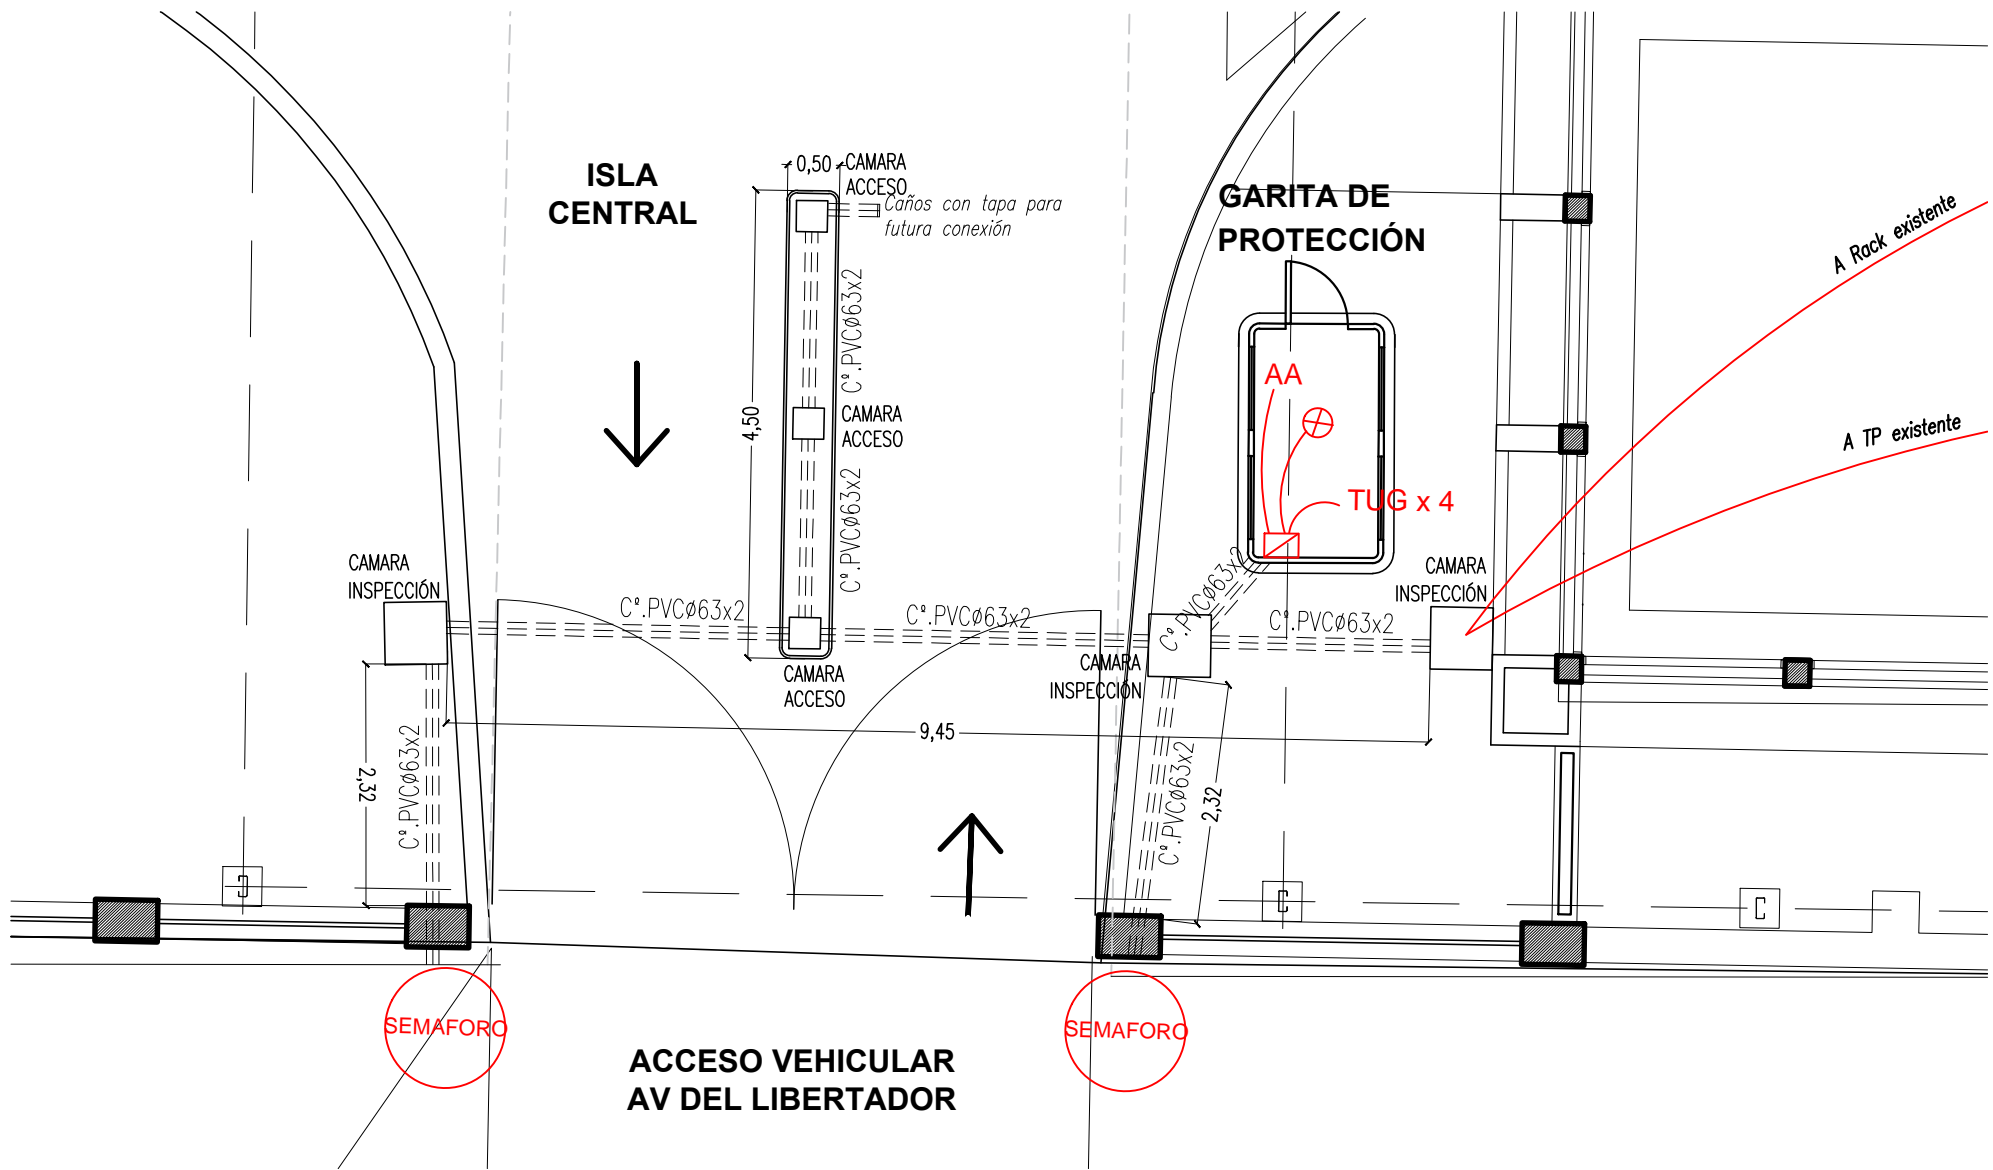 ISLA
CENTRAL
0,50
CAMARA
ACCESO
Caños con tapa para
futura conexión
GARITA DE
PROTECCIÓN
A Rack existente
C°.PVCØ63x2
4,50
CAMARA
ACCESO
AA
A TP existente
C°.PVCØ63x2
TUG x 4
CAMARA
INSPECCIÓN
C°.PVCØ63x2
C°.PVCØ63x2
C°.PVCØ63x2
C°.PVCØ63x2
CAMARA
INSPECCIÓN
CAMARA
ACCESO
CAMARA
INSPECCIÓN
9,45
2,32
C°.PVCØ63x2
C°.PVCØ63x2
2,32
SEMAFORO
SEMAFORO
ACCESO VEHICULAR
AV DEL LIBERTADOR